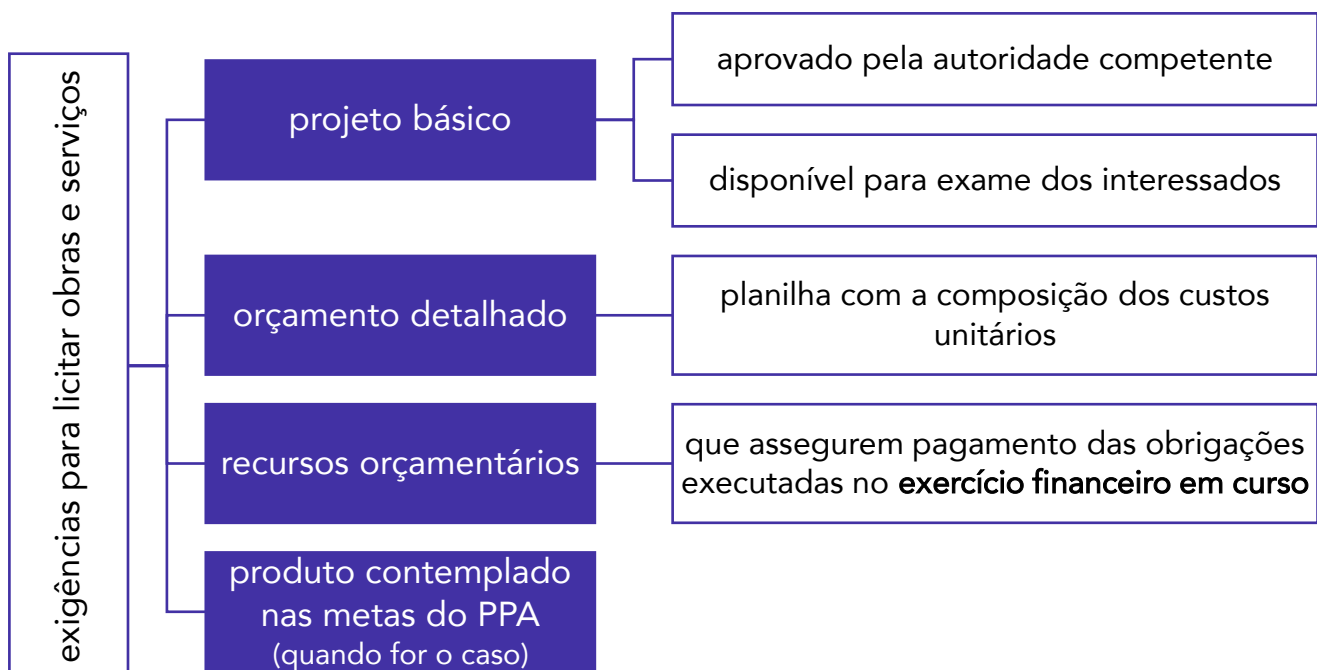 exigências para licitar obras e serviços
projeto básico
aprovado pela autoridade competente
disponível para exame dos interessados
orçamento detalhado
planilha com a composição dos custos
unitários
recursos orçamentários
que assegurem pagamento das obrigações
executadas no exercício financeiro em curso
produto contemplado
nas metas do PPA
(quando for o caso)